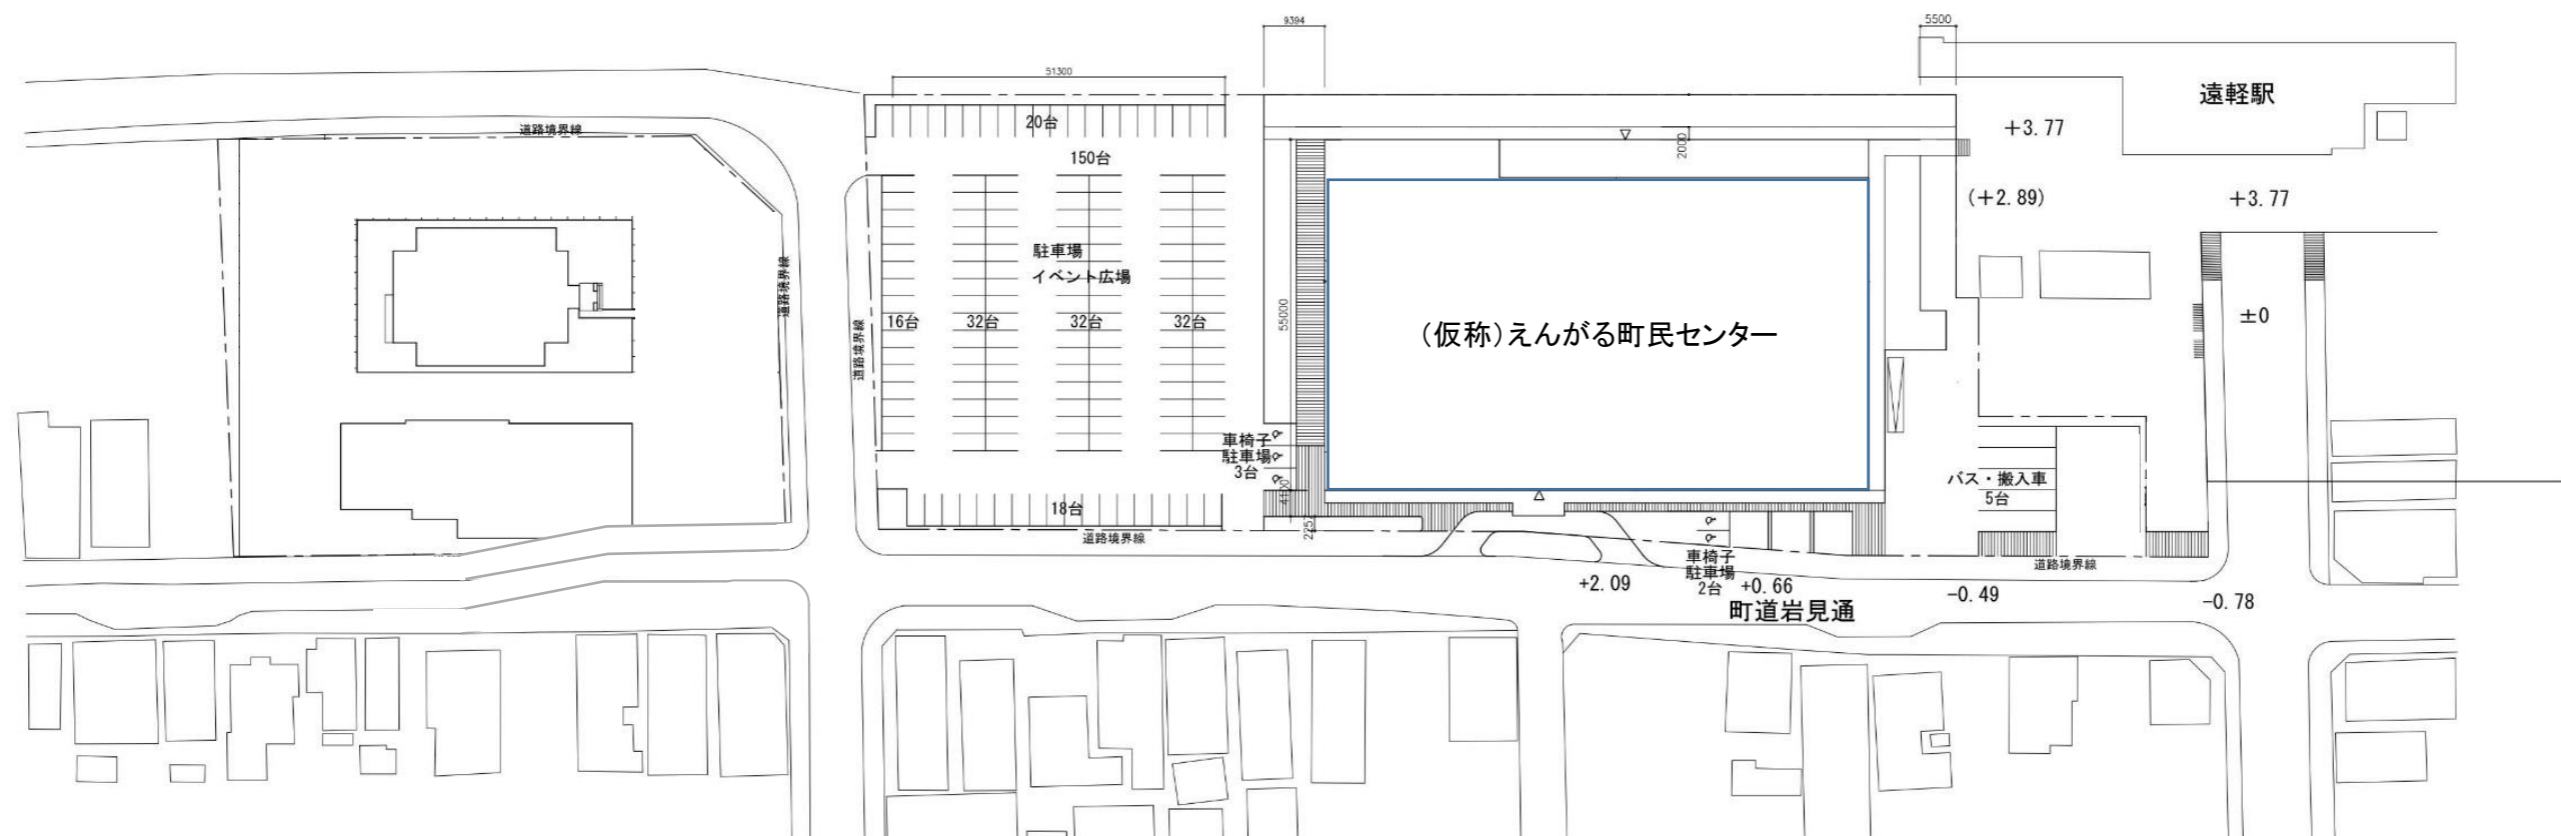 9394
5500
51300
遠軽駅
道路境界線
20台
+3.77
2000
150台
(+2.89)
+3.77
駐車場
イベント広場
道路境界線
道路境界線
55000
±0
16台
32台
32台
32台
(仮称)えんがる町民センター
車椅子
駐車場
3台
4100
バス・搬入車
5台
18台
2257
道路境界線
車椅子
駐車場
2台
道路境界線
+2.09
+0.66
-0.49
-0.78
町道岩見通